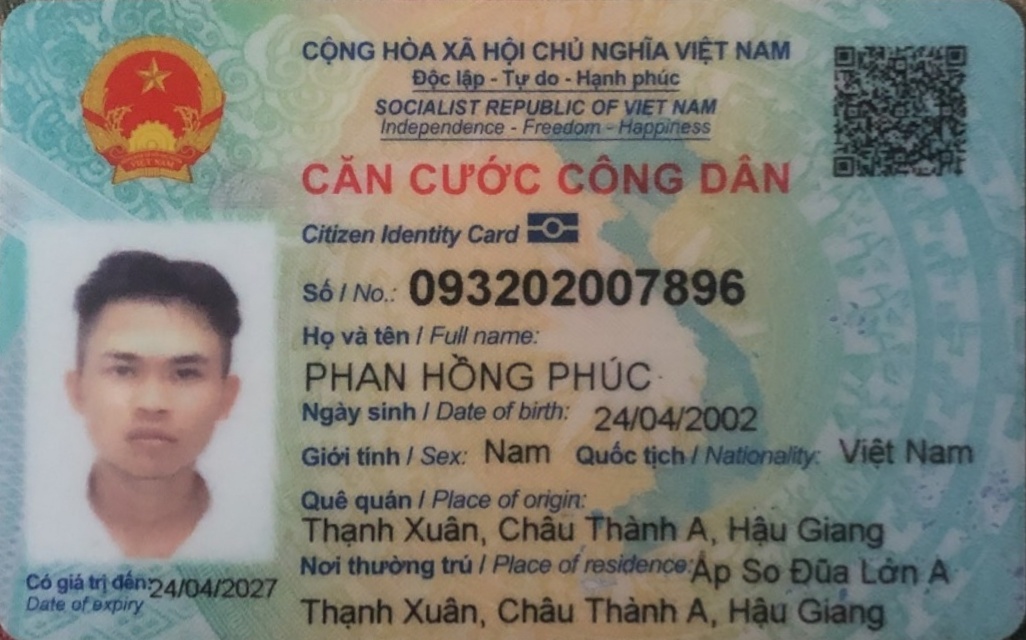 CỘNG HÒA XÃ HỘI CHỦ NGHĨA VIỆT NAM
Độc lập - Tự do - Hạnh phúc
SOCIALIST REPUBLIC OF VIET NAM
Independence - Freedom - Happiness
CĂN CƯỚC CÔNG DÂN
Citizen Identity Card
Số / No.: 093202007896
Họ và tên / Full name:
PHAN HỒNG PHÚC
Ngày sinh / Date of birth: 24/04/2002
Giới tính / Sex: Nam Quốc tịch / Nationality: Việt Nam
Quê quán / Place of origin:
Thạnh Xuân, Châu Thành A, Hậu Giang
Nơi thường trú / Place of residence: Ấp So Đũa Lớn A
Thạnh Xuân, Châu Thành A, Hậu Giang
Có giá trị đến: 24/04/2027
Date of expiry
VIỆT NAM